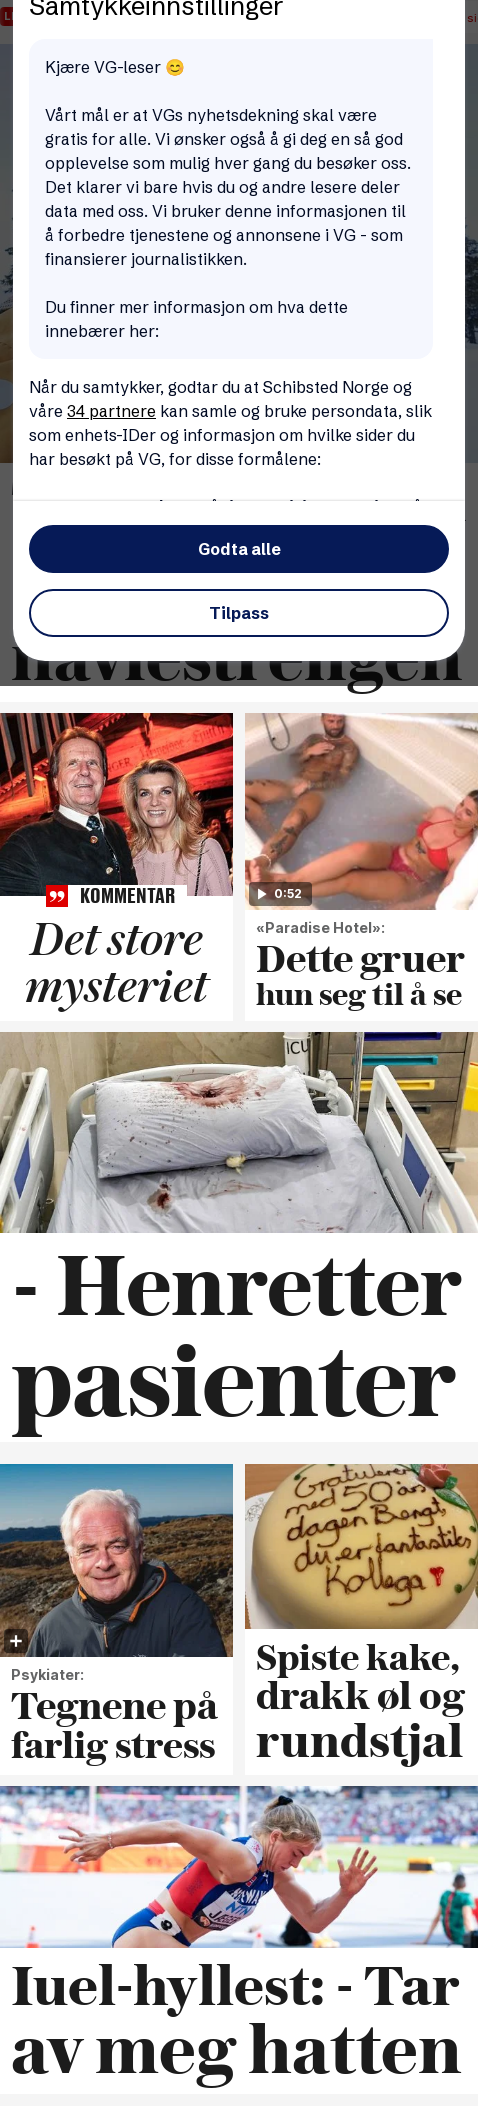 Samtykkeinnstillinger
Kjære VG-leser 😊
Vårt mål er at VGs nyhetsdekning skal være
gratis for alle. Vi ønsker også å gi deg en så god
opplevelse som mulig hver gang du besøker oss.
Det klarer vi bare hvis du og andre lesere deler
data med oss. Vi bruker denne informasjonen til
å forbedre tjenestene og annonsene i VG - som
finansierer journalistikken.
Du finner mer informasjon om hva dette
innebærer her:
Når du samtykker, godtar du at Schibsted Norge og
våre 34 partnere kan samle og bruke persondata, slik
som enhets-IDer og informasjon om hvilke sider du
har besøkt på VG, for disse formålene:
Godta alle
Tilpass
navlestrengen
KOMMENTAR
Det store
mysteriet
0:52
«Paradise Hotel»:
Dette gruer
hun seg til å se
ICU
- Henretter
pasienter
Psykiater:
Tegnene på
farlig stress
Gratulerer
med 50 års
dagen Bengt,
du er fantastisk
Kollega
Spiste kake,
drakk øl og
rundstjal
Iuel-hyllest: - Tar
av meg hatten